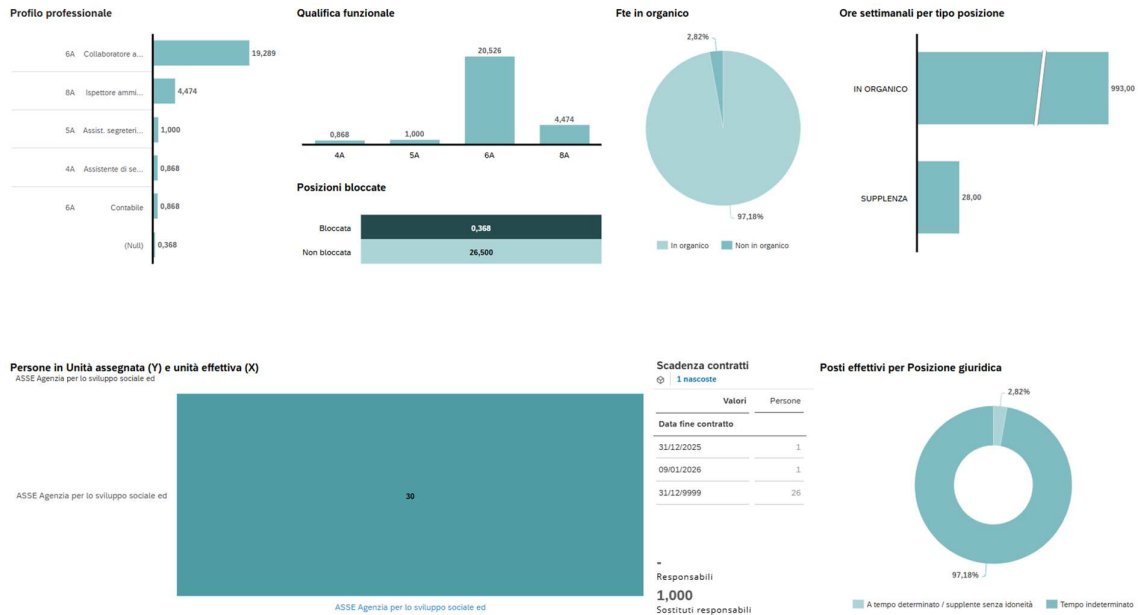 Profilo professionale
6A Collaboratore a... 19,289
8A Ispettore ammi... 4,474
5A Assist. segreteri... 1,000
4A Assistente di se... 0,868
6A Contabile 0,868
(Null) 0,368
Qualifica funzionale
0,868 1,000 20,526 4,474
4A 5A 6A 8A
Posizioni bloccate
Bloccata 0,368
Non bloccata 26,500
Fte in organico
2,82%
97,18%
In organico Non in organico
Ore settimanali per tipo posizione
IN ORGANICO 993,00
SUPPLENZA 28,00
Persone in Unità assegnata (Y) e unità effettiva (X)
ASSE Agenzia per lo sviluppo sociale ed
ASSE Agenzia per lo sviluppo sociale ed 30
ASSE Agenzia per lo sviluppo sociale ed
Scadenza contratti
1 nascoste
Valori Persone
Data fine contratto
31/12/2025 1
09/01/2026 1
31/12/9999 26
-
Responsabili
1,000
Sostituti responsabili
Posti effettivi per Posizione giuridica
2,82%
97,18%
A tempo determinato / supplente senza idoneità Tempo indeterminato